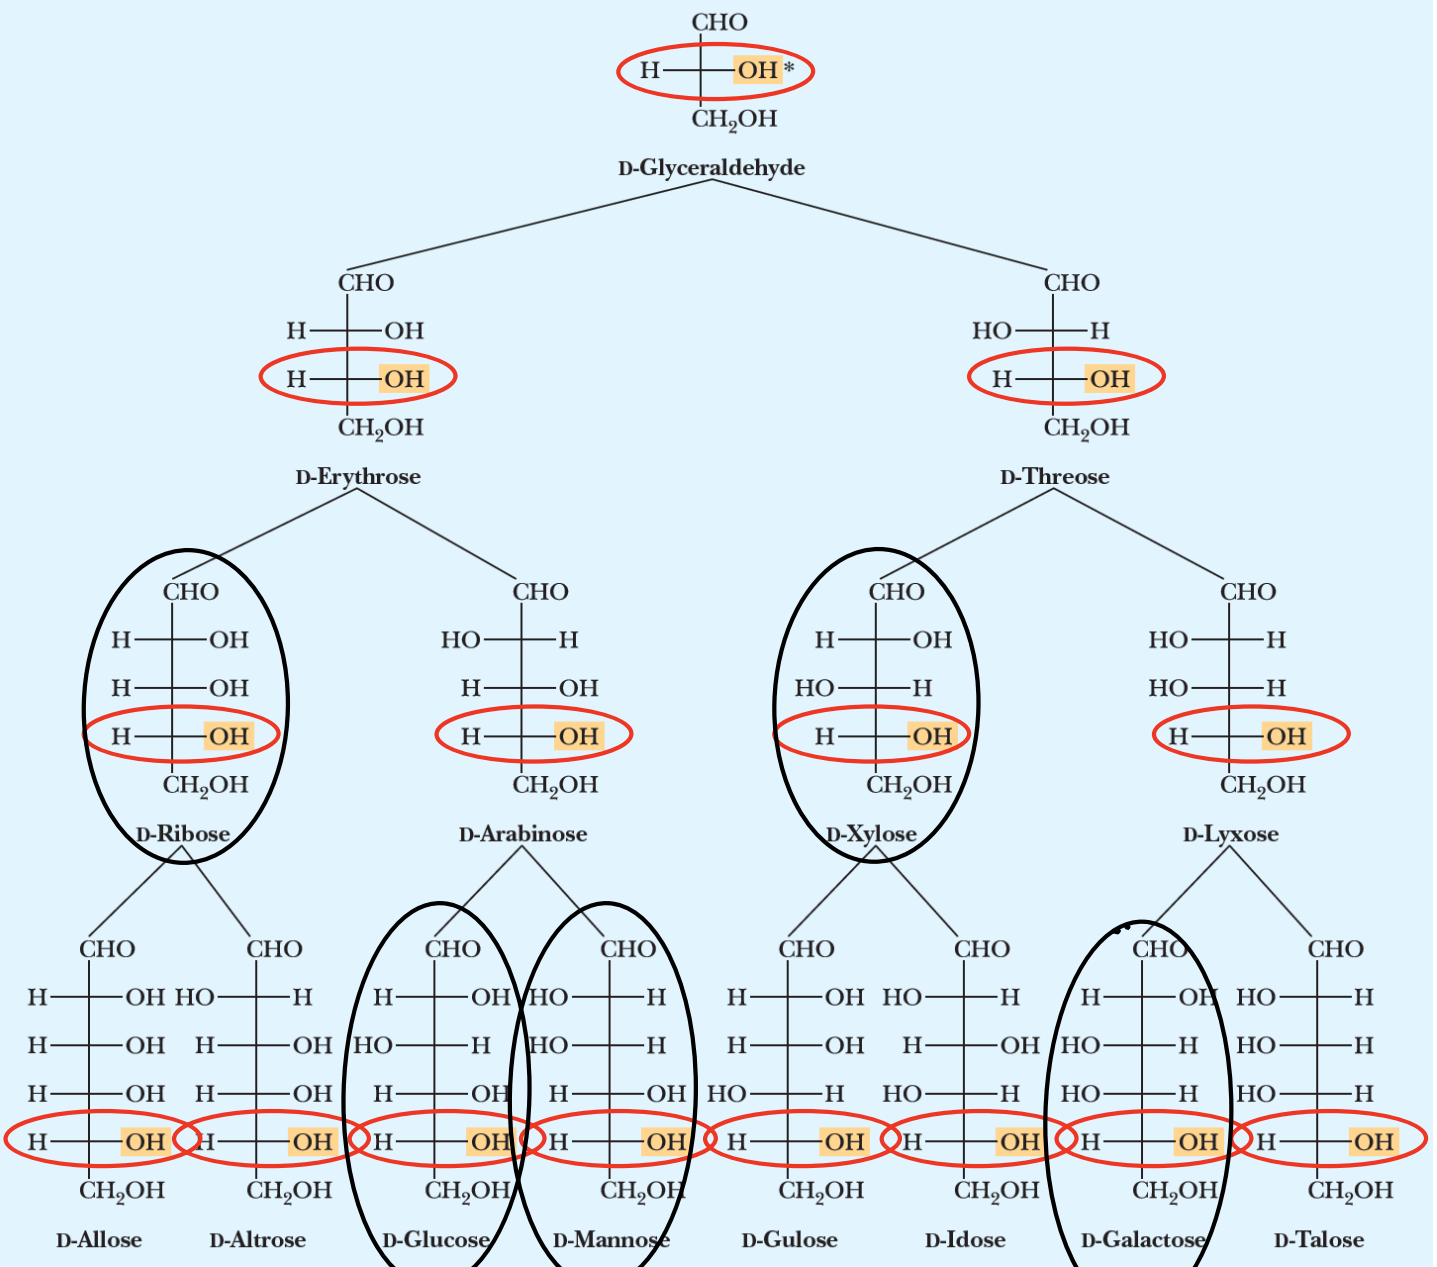 CHO
H OH*
CH₂OH
D-Glyceraldehyde
CHO CHO
H OH HO H
H OH H OH
CH₂OH CH₂OH
D-Erythrose D-Threose
CHO CHO CHO CHO
H OH HO H H OH HO H
H OH H OH HO H HO H
H OH H OH H OH H OH
CH₂OH CH₂OH CH₂OH CH₂OH
D-Ribose D-Arabinose D-Xylose D-Lyxose
CHO CHO CHO CHO CHO CHO CHO CHO
H OH HO H H OH HO H H OH HO H H OH HO H
H OH H OH HO H HO H H OH H OH HO H HO H
H OH H OH H OH H OH HO H HO H HO H HO H
H OH H OH H OH H OH H OH H OH H OH H OH
CH₂OH CH₂OH CH₂OH CH₂OH CH₂OH CH₂OH CH₂OH CH₂OH
D-Allose D-Altrose D-Glucose D-Mannose D-Gulose D-Idose D-Galactose D-Talose